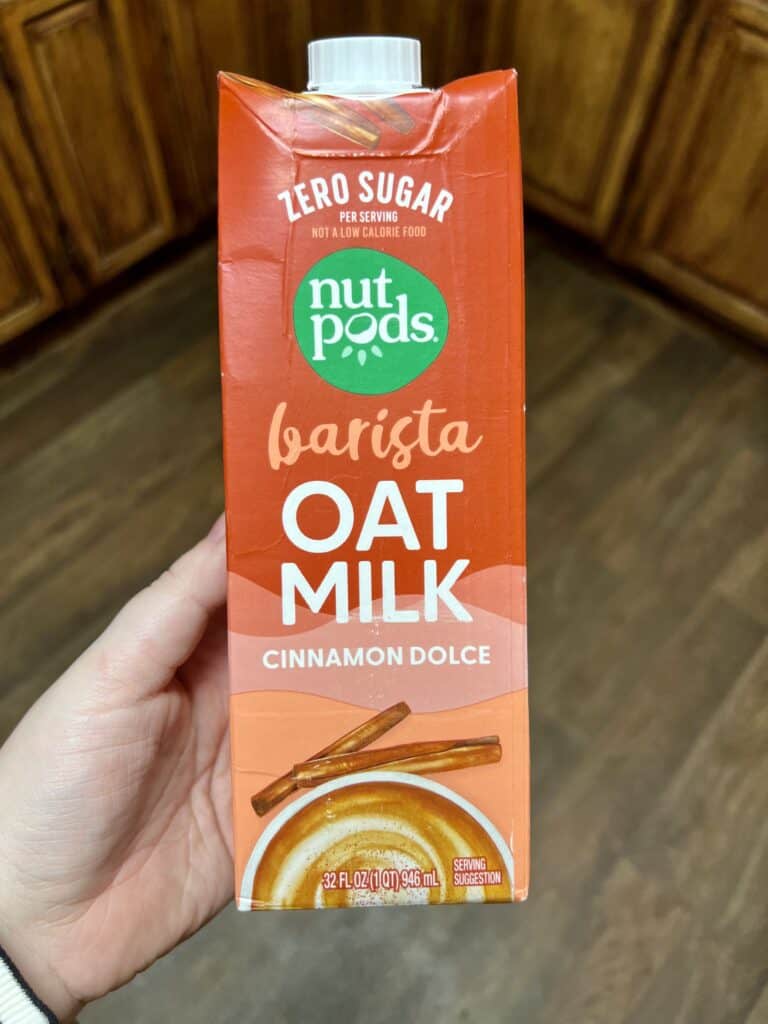 ZERO SUGAR
PER SERVING
NOT A LOW CALORIE FOOD
nut
pods.
barista
OAT
MILK
CINNAMON DOLCE
32 FL OZ (1 QT) 946 mL
SERVING
SUGGESTION